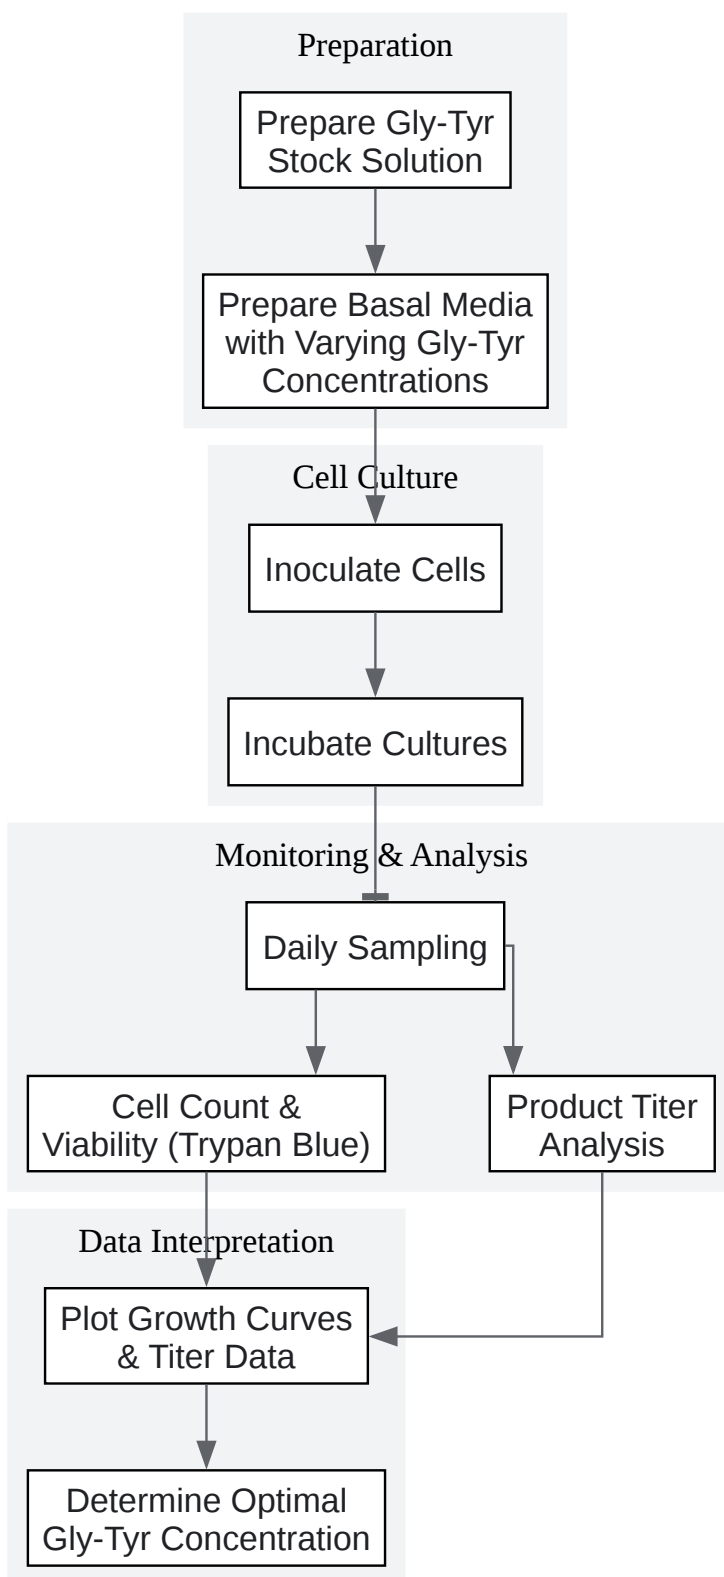 Preparation
Prepare Gly-Tyr
Stock Solution
Prepare Basal Media
with Varying Gly-Tyr
Concentrations
Cell Culture
Inoculate Cells
Incubate Cultures
Monitoring & Analysis
Daily Sampling
Cell Count &
Viability (Trypan Blue)
Product Titer
Analysis
Data Interpretation
Plot Growth Curves
& Titer Data
Determine Optimal
Gly-Tyr Concentration